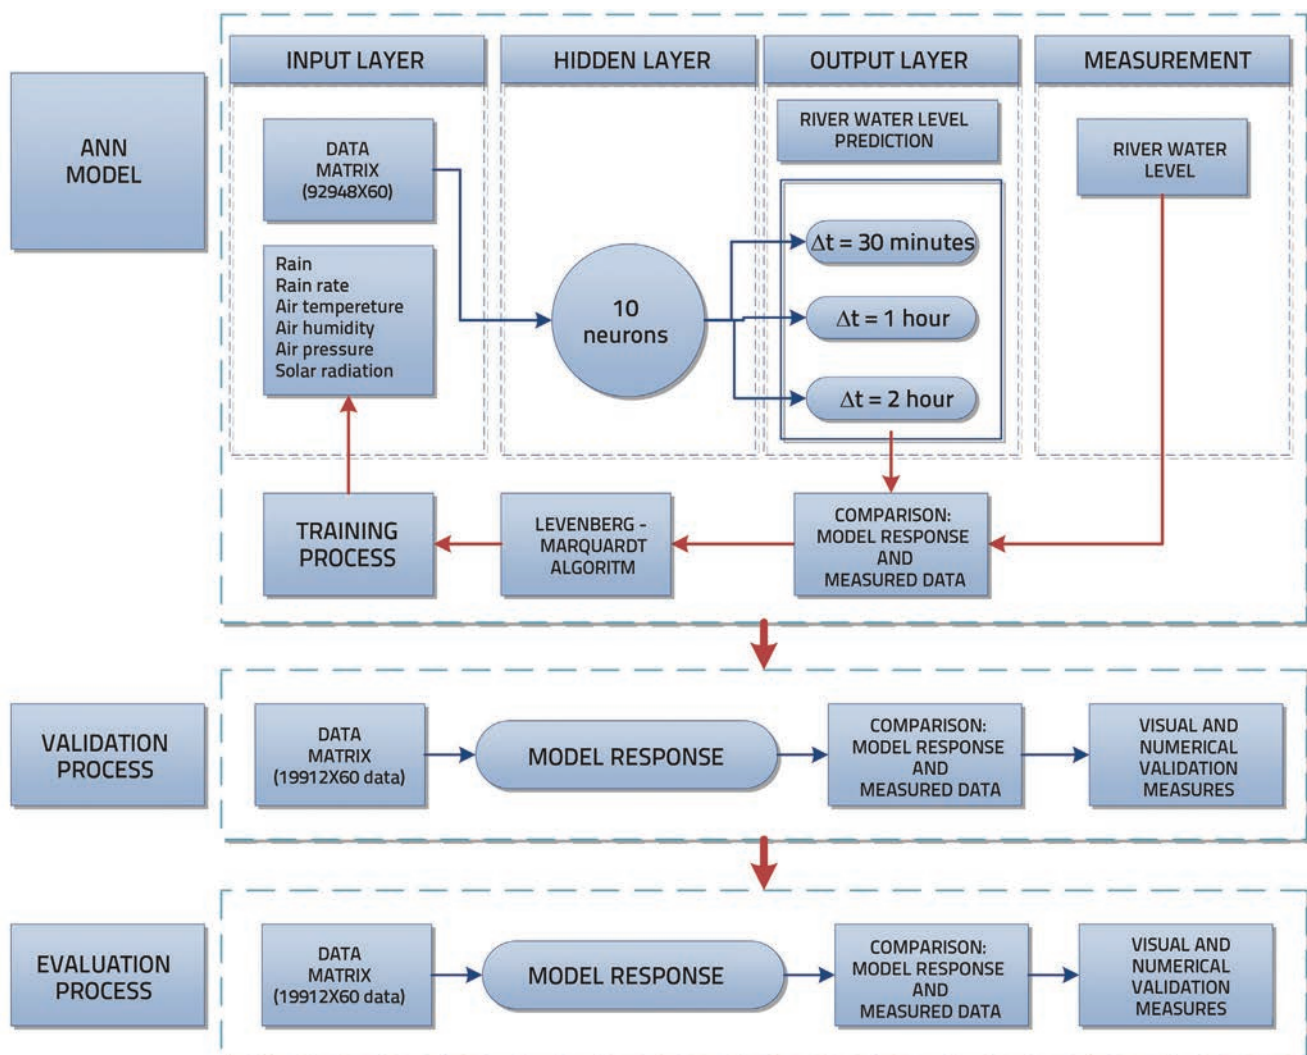 ANN
MODEL
INPUT LAYER
HIDDEN LAYER
OUTPUT LAYER
MEASUREMENT
DATA
MATRIX
(92948X60)
Rain
Rain rate
Air tempereture
Air humidity
Air pressure
Solar radiation
10
neurons
RIVER WATER LEVEL
PREDICTION
Δt = 30 minutes
Δt = 1 hour
Δt = 2 hour
RIVER WATER
LEVEL
TRAINING
PROCESS
LEVENBERG -
MARQUARDT
ALGORITM
COMPARISON:
MODEL RESPONSE
AND
MEASURED DATA
VALIDATION
PROCESS
DATA
MATRIX
(19912X60 data)
MODEL RESPONSE
COMPARISON:
MODEL RESPONSE
AND
MEASURED DATA
VISUAL AND
NUMERICAL
VALIDATION
MEASURES
EVALUATION
PROCESS
DATA
MATRIX
(19912X60 data)
MODEL RESPONSE
COMPARISON:
MODEL RESPONSE
AND
MEASURED DATA
VISUAL AND
NUMERICAL
VALIDATION
MEASURES